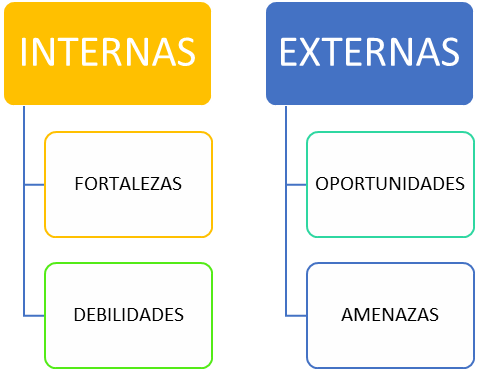 INTERNAS
FORTALEZAS
DEBILIDADES
EXTERNAS
OPORTUNIDADES
AMENAZAS